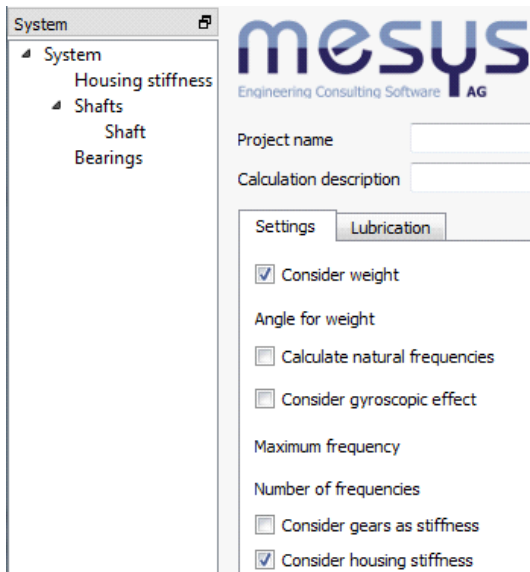 System
System
Housing stiffness
Shafts
Shaft
Bearings
mesys
Engineering Consulting Software AG
Project name
Calculation description
Settings Lubrication
Consider weight
Angle for weight
Calculate natural frequencies
Consider gyroscopic effect
Maximum frequency
Number of frequencies
Consider gears as stiffness
Consider housing stiffness